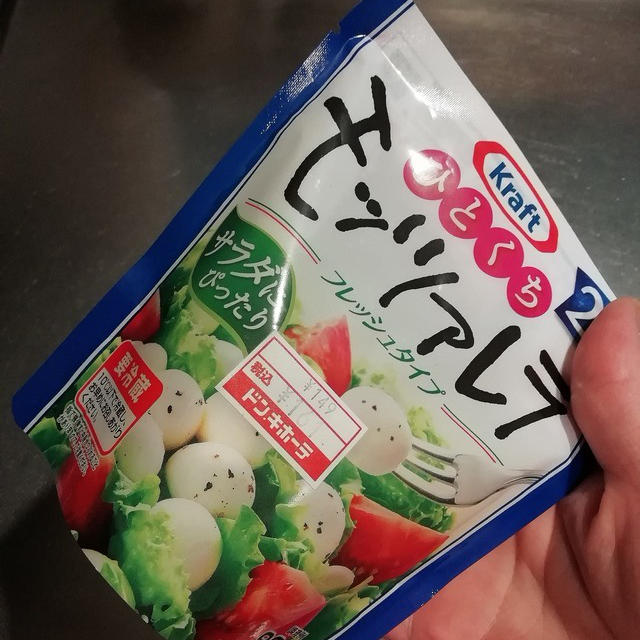 Kraft
ひとくち
モッツァレラ
フレッシュタイプ
サラダに
ぴったり
2
¥149
税込
¥161
ドン.キホーテ
要冷蔵